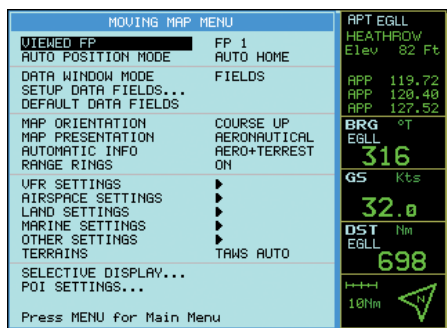 MOVING MAP MENU
VIEWED FP FP 1
AUTO POSITION MODE AUTO HOME
DATA WINDOW MODE FIELDS
SETUP DATA FIELDS...
DEFAULT DATA FIELDS
MAP ORIENTATION COURSE UP
MAP PRESENTATION AERONAUTICAL
AUTOMATIC INFO AERO+TERREST
RANGE RINGS ON
VFR SETTINGS
AIRSPACE SETTINGS
LAND SETTINGS
MARINE SETTINGS
OTHER SETTINGS
TERRAINS TAWS AUTO
SELECTIVE DISPLAY...
POI SETTINGS...
Press MENU for Main Menu
APT EGLL
HEATHROW
Elev 82 Ft
APP 119.72
APP 120.40
APP 127.52
BRG °T
EGLL
316
GS Kts
32.0
DST Nm
EGLL
698
10Nm N